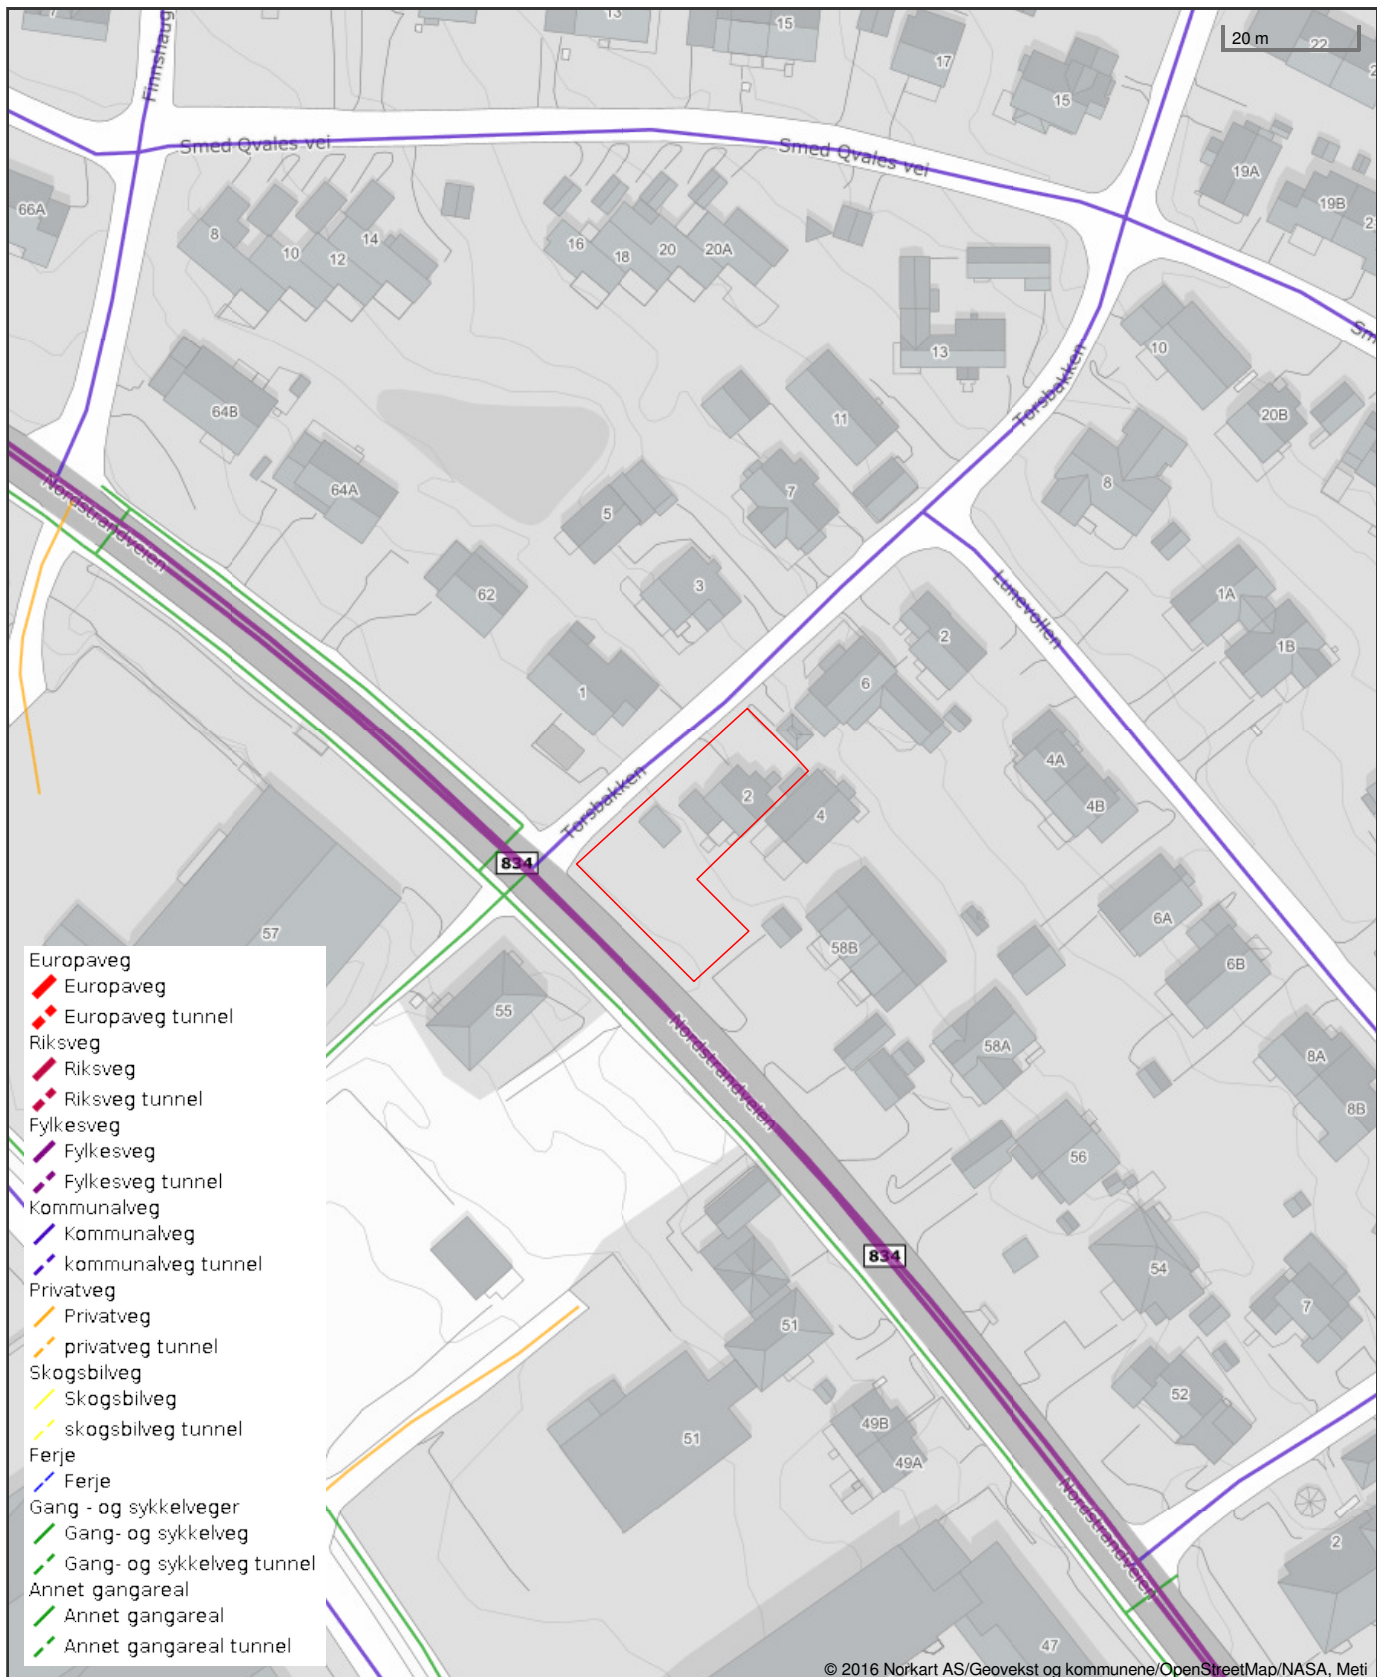 7
Finnshaug
13
15
17
15
20 m
22
2
Smed Qvales vei
Smed Qvales vei
19A
19B
2
66A
8
10
12
14
16
18
20
20A
13
Torsbakken
10
Sm
20B
64B
11
8
64A
5
7
Nordstrandveien
62
3
Lunevollen
2
1A
1B
1
6
Torsbakken
2
4
4A
4B
834
57
6A
6B
58B
55
58A
Nordstrandveien
8A
8B
56
834
54
7
51
51
52
49B
49A
Nordstrandveien
2
47
Europaveg
Europaveg
Europaveg tunnel
Riksveg
Riksveg
Riksveg tunnel
Fylkesveg
Fylkesveg
Fylkesveg tunnel
Kommunalveg
Kommunalveg
kommunalveg tunnel
Privatveg
Privatveg
privatveg tunnel
Skogsbilveg
Skogsbilveg
skogsbilveg tunnel
Ferje
Ferje
Gang - og sykkelveger
Gang- og sykkelveg
Gang- og sykkelveg tunnel
Annet gangareal
Annet gangareal
Annet gangareal tunnel
© 2016 Norkart AS/Geovekst og kommunene/OpenStreetMap/NASA, Meti